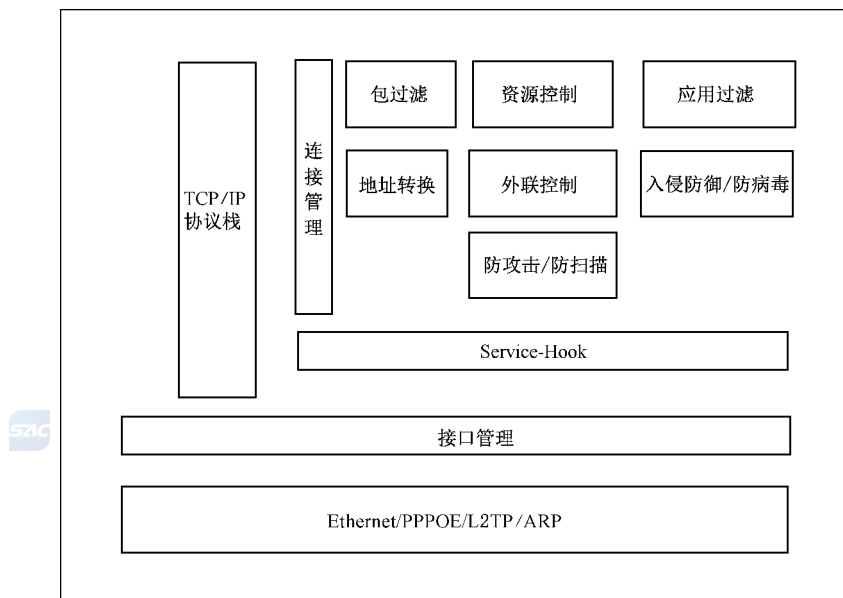 包过滤
资源控制
应用过滤
连接管理
TCP/IP
协议栈
地址转换
外联控制
入侵防御/防病毒
防攻击/防扫描
Service-Hook
SAC
接口管理
Ethernet/PPPOE/L2TP/ARP